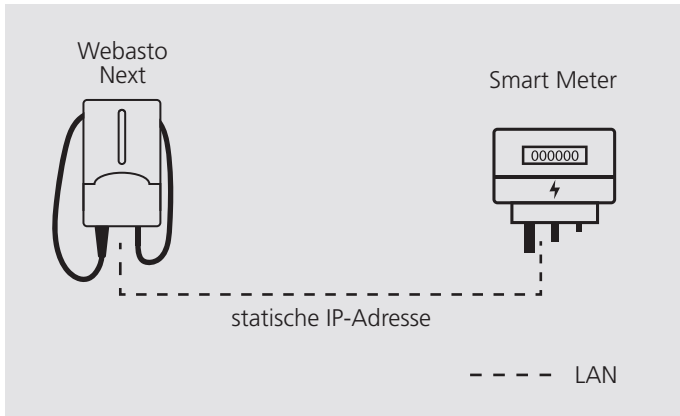 Webasto
Next
Smart Meter
000000
statische IP-Adresse
LAN